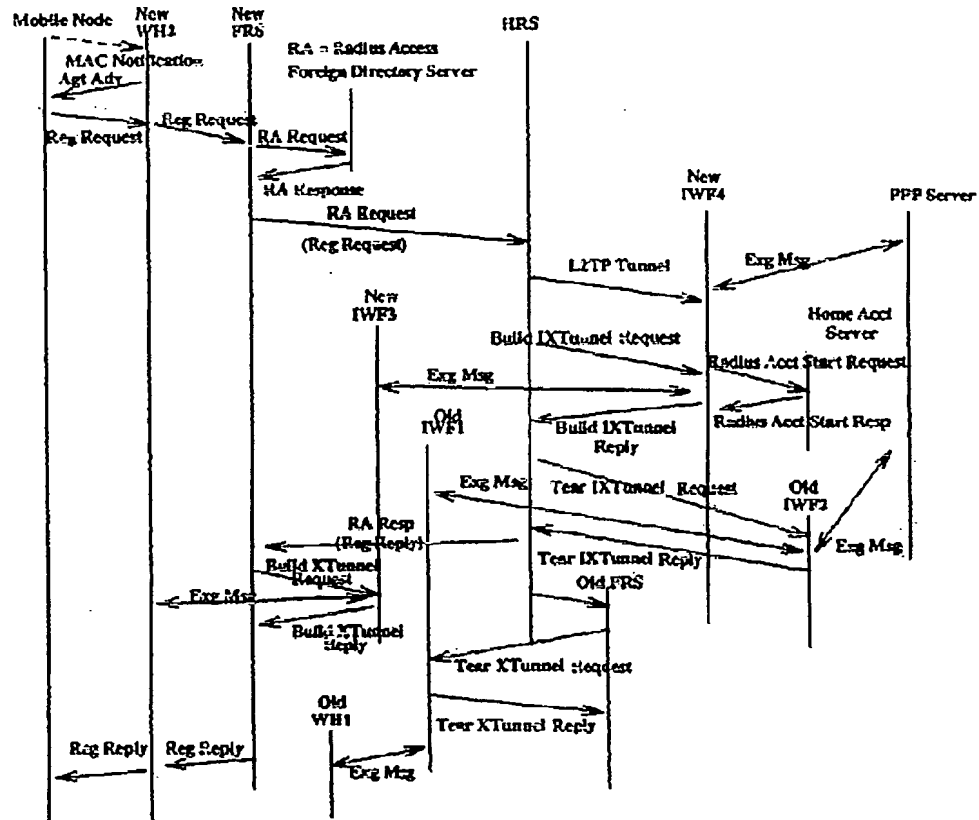 Mobile Node
New
WH2
New
FRS
HRS
RA = Radius Access
Foreign Directory Server
MAC Notification
Agt Adv
Reg Request
Reg Request
RA Request
RA Response
RA Request
(Reg Request)
New
IWF4
PPP Server
L2TP Tunnel
Exg Msg
New
IWF3
Home Acct
Server
Build IXTunnel Request
Radius Acct Start Request
Exg Msg
Old
IWF1
Build IXTunnel
Reply
Radius Acct Start Resp
Exg Msg
Tear IXTunnel Request
Old
IWF2
RA Resp
(Reg Reply)
Tear IXTunnel Reply
Exg Msg
Build XTunnel
Request
Old FRS
Exg Msg
Build XTunnel
Reply
Tear XTunnel Request
Old
WH1
Tear XTunnel Reply
Reg Reply
Reg Reply
Exg Msg